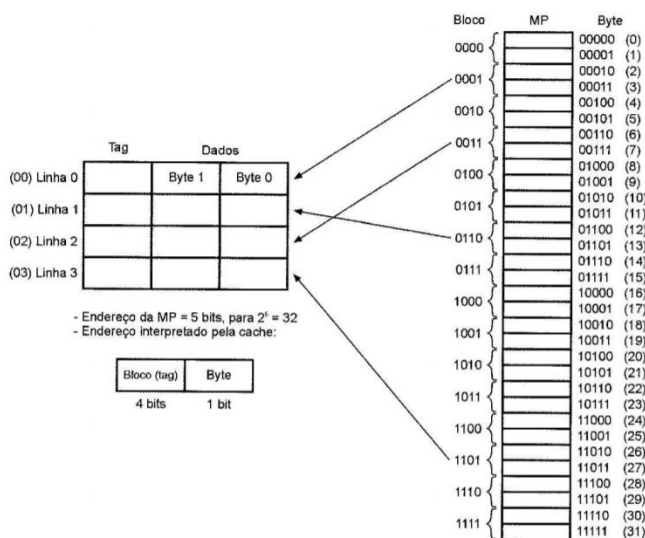 Tag Dados
(00) Linha 0 Byte 1 Byte 0
(01) Linha 1
(02) Linha 2
(03) Linha 3
- Endereço da MP = 5 bits, para 2⁵ = 32
- Endereço interpretado pela cache:
Bloco (tag) Byte
4 bits 1 bit
Bloco MP Byte
0000 00000 (0)
00001 (1)
0001 00010 (2)
00011 (3)
0010 00100 (4)
00101 (5)
0011 00110 (6)
00111 (7)
0100 01000 (8)
01001 (9)
0101 01010 (10)
01011 (11)
0110 01100 (12)
01101 (13)
0111 01110 (14)
01111 (15)
1000 10000 (16)
10001 (17)
1001 10010 (18)
10011 (19)
1010 10100 (20)
10101 (21)
1011 10110 (22)
10111 (23)
1100 11000 (24)
11001 (25)
1101 11010 (26)
11011 (27)
1110 11100 (28)
11101 (29)
1111 11110 (30)
11111 (31)